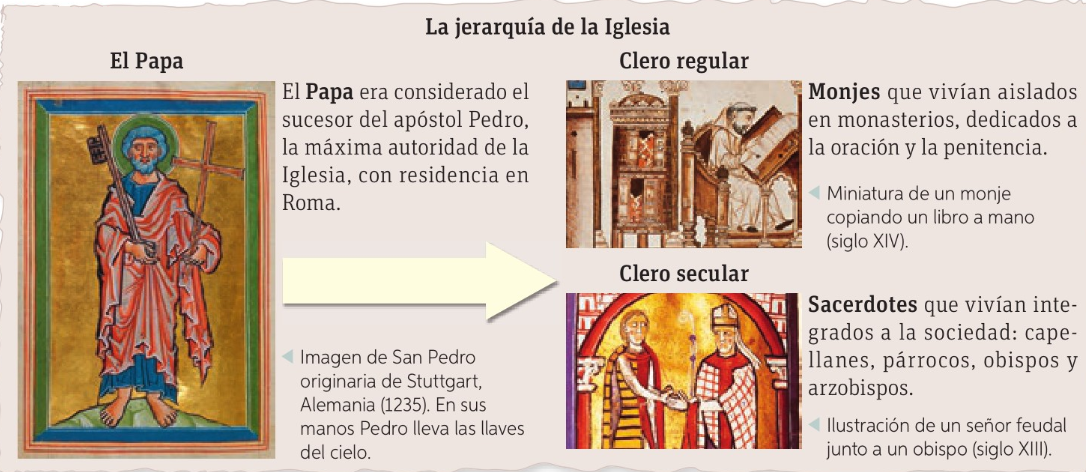 La jerarquía de la Iglesia
El Papa
El Papa era considerado el
sucesor del apóstol Pedro,
la máxima autoridad de la
Iglesia, con residencia en
Roma.
Imagen de San Pedro
originaria de Stuttgart,
Alemania (1235). En sus
manos Pedro lleva las llaves
del cielo.
Clero regular
Monjes que vivían aislados
en monasterios, dedicados a
la oración y la penitencia.
Miniatura de un monje
copiando un libro a mano
(siglo XIV).
Clero secular
Sacerdotes que vivían inte-
grados a la sociedad: cape-
llanes, párrocos, obispos y
arzobispos.
Ilustración de un señor feudal
junto a un obispo (siglo XIII).